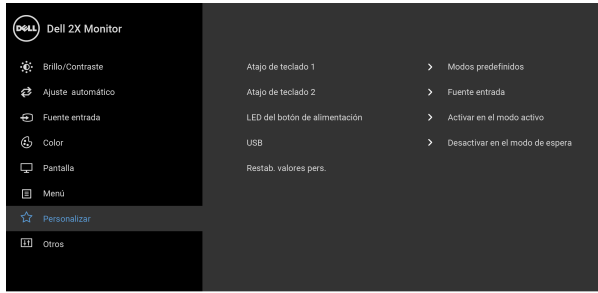 DELL Dell 2X Monitor
Brillo/Contraste
Atajo de teclado 1 Modos predefinidos
Ajuste automático
Atajo de teclado 2 Fuente entrada
Fuente entrada
LED del botón de alimentación Activar en el modo activo
Color
USB Desactivar en el modo de espera
Pantalla
Restab. valores pers.
Menú
Personalizar
Otros